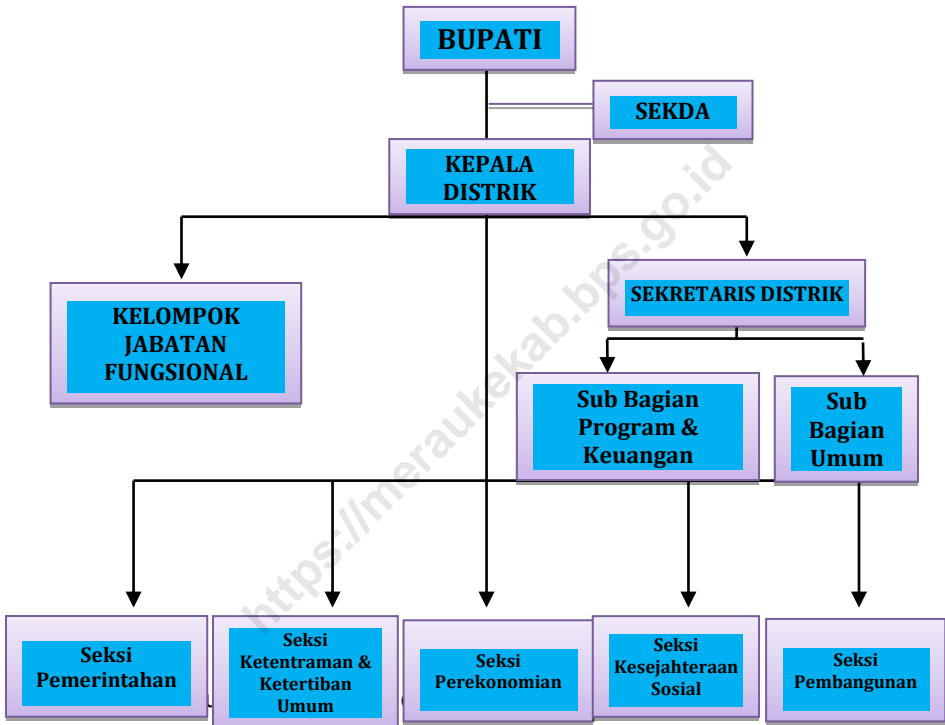 BUPATI
SEKDA
KEPALA
DISTRIK
KELOMPOK
JABATAN
FUNGSIONAL
SEKRETARIS DISTRIK
Sub Bagian
Program &
Keuangan
Sub
Bagian
Umum
Seksi
Pemerintahan
Seksi
Ketentraman &
Ketertiban
Umum
Seksi
Perekonomian
Seksi
Kesejahteraan
Sosial
Seksi
Pembangunan
https://meraukekab.bps.go.id